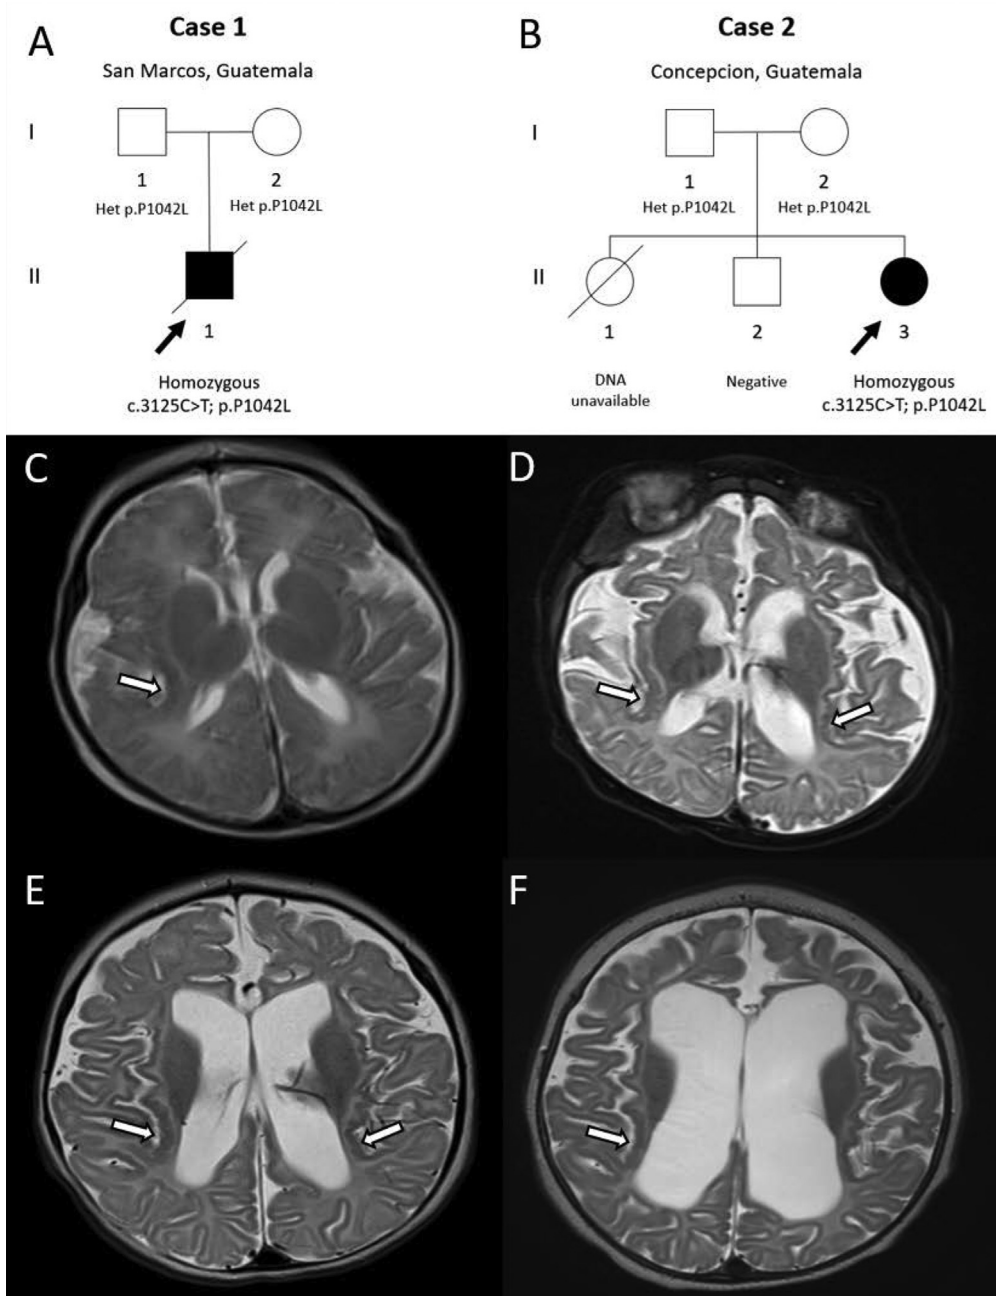 A
Case 1
San Marcos, Guatemala
I
1
2
Het p.P1042L
Het p.P1042L
II
1
Homozygous
c.3125C>T; p.P1042L
B
Case 2
Concepcion, Guatemala
I
1
2
Het p.P1042L
Het p.P1042L
II
1
2
3
DNA
unavailable
Negative
Homozygous
c.3125C>T; p.P1042L
C
D
E
F